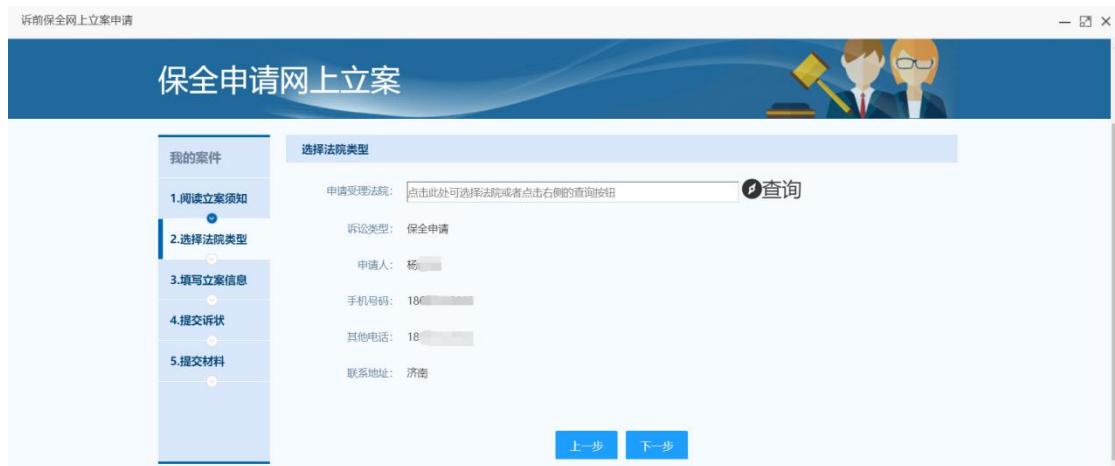 诉前保全网上立案申请
保全申请网上立案
我的案件
1.阅读立案须知
2.选择法院类型
3.填写立案信息
4.提交诉状
5.提交材料
选择法院类型
申请受理法院： 点击此处可选择法院或者点击右侧的查询按钮 查询
诉讼类型： 保全申请
申请人： 杨
手机号码： 186
其他电话： 18
联系地址： 济南
上一步 下一步